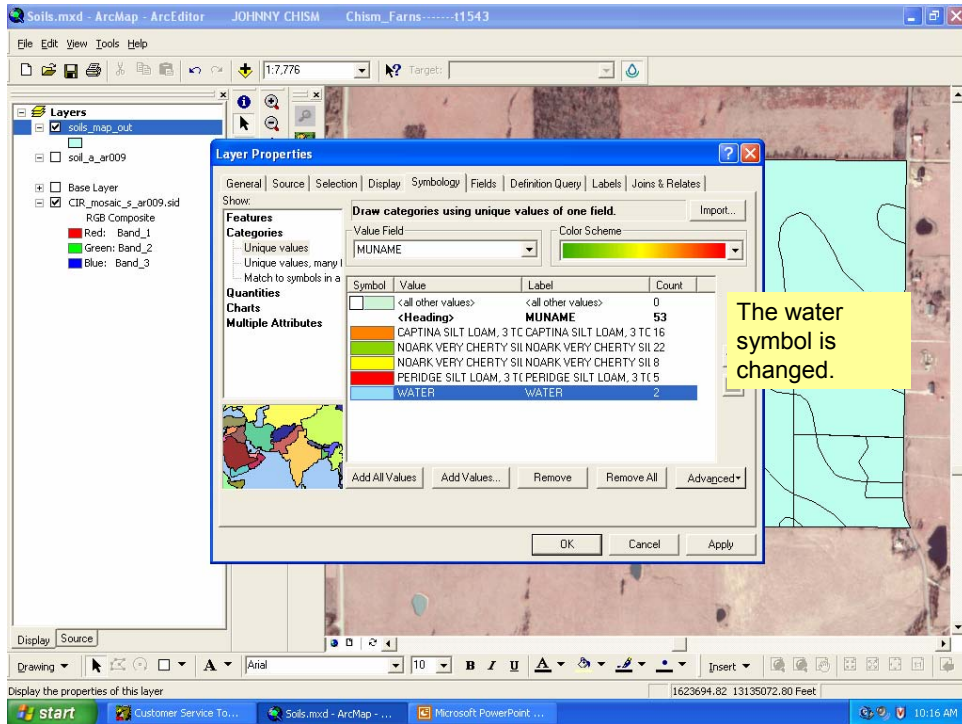 Soils.mxd - ArcMap - ArcEditor JOHNNY CHISM Chism_Farns-------t1543
File Edit View Tools Help
1:7,776 Target:
Layers
soils_map_out
soil_a_ar009
Base Layer
CIR_mosaic_s_ar009.sid
RGB Composite
Red: Band_1
Green: Band_2
Blue: Band_3
Layer Properties
General Source Selection Display Symbology Fields Definition Query Labels Joins & Relates
Show:
Features
Categories
Unique values
Unique values, many
Match to symbols in a
Quantities
Charts
Multiple Attributes
Draw categories using unique values of one field. Import...
Value Field Color Scheme
MUNAME
Symbol Value Label Count
<all other values> <all other values> 0
<Heading> MUNAME 53
CAPTINA SILT LOAM, 3 TC CAPTINA SILT LOAM, 3 TC 16
NOARK VERY CHERTY SIL NOARK VERY CHERTY SIL 22
NOARK VERY CHERTY SIL NOARK VERY CHERTY SIL 8
PERIDGE SILT LOAM, 3 T( PERIDGE SILT LOAM, 3 T( 5
WATER WATER 2
Add All Values Add Values... Remove Remove All Advanced
OK Cancel Apply
The water
symbol is
changed.
Display Source
Drawing A Arial 10 B I U A Insert
Display the properties of this layer 1623694.82 13135072.80 Feet
start Customer Service To... Soils.mxd - ArcMap - ... Microsoft PowerPoint ... 10:16 AM